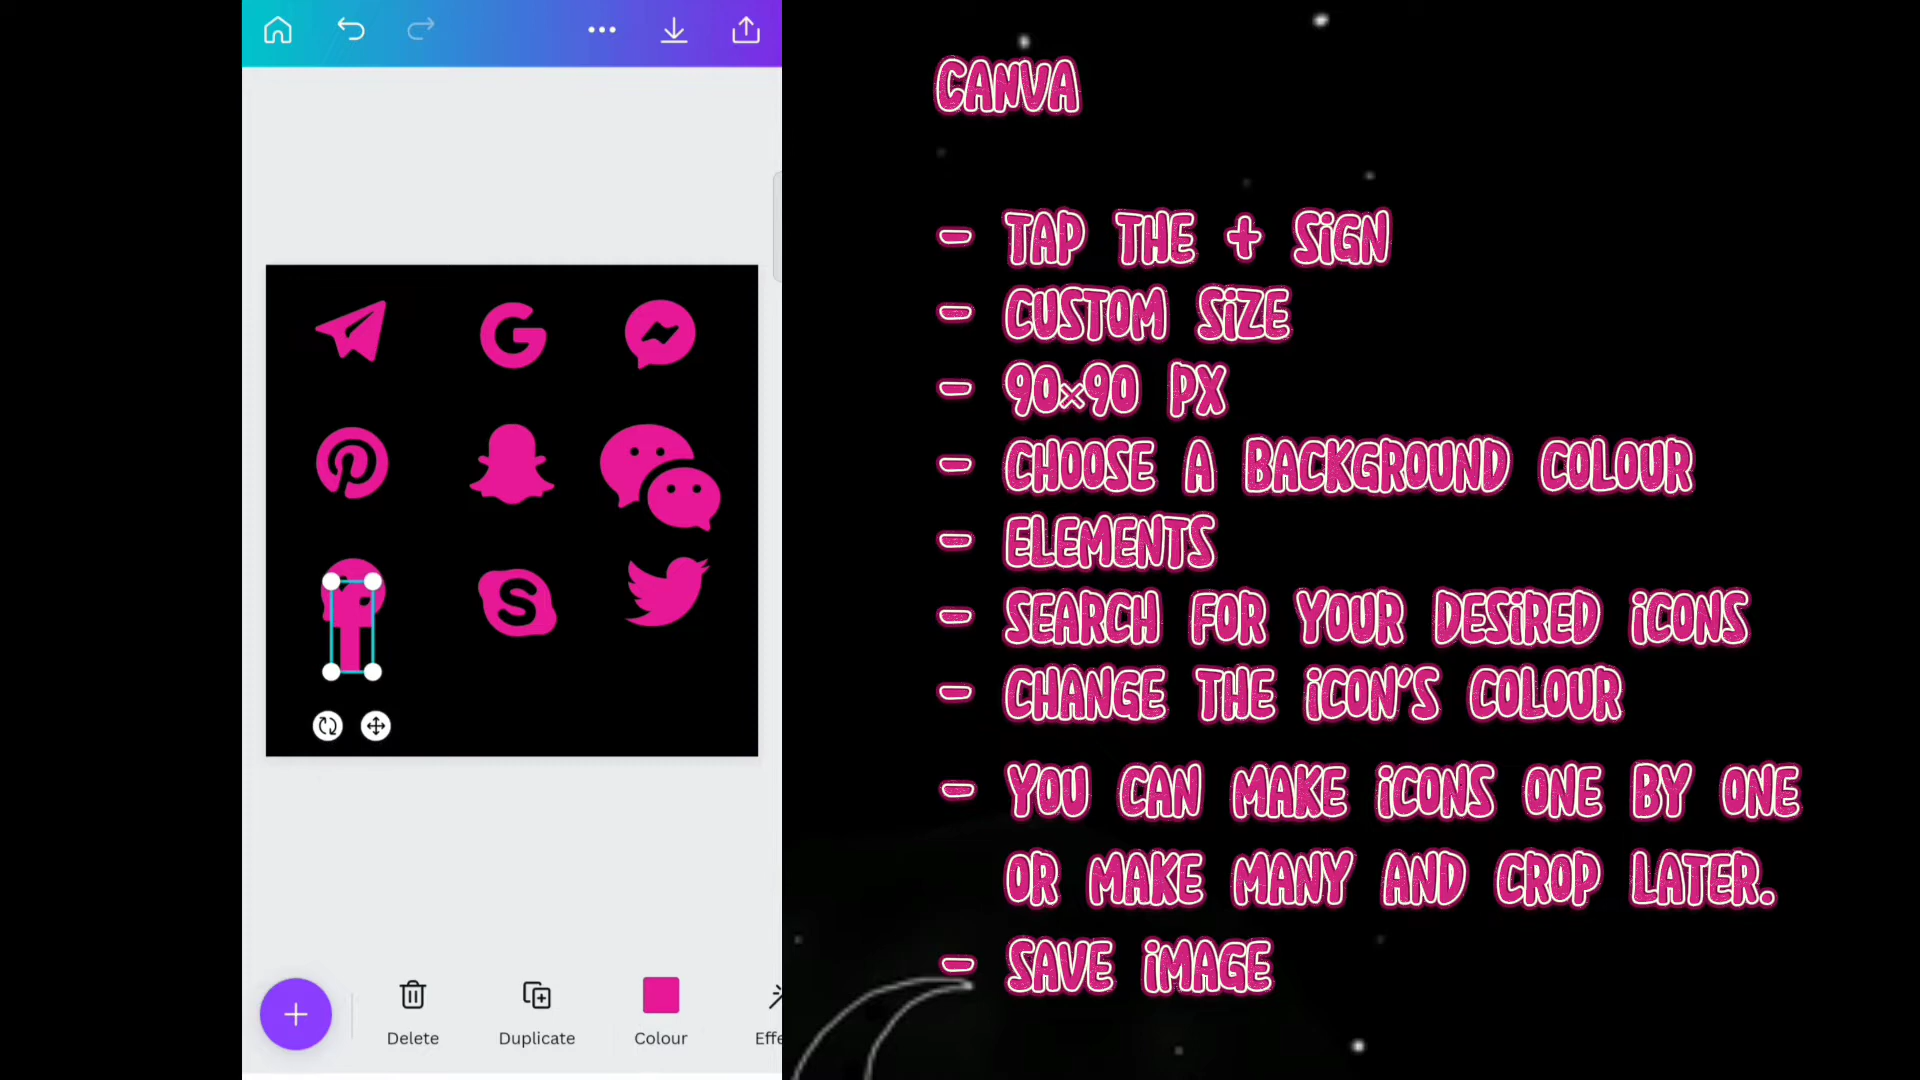 CANVA
- TAP THE + SiGN
- CUSTOM SiZE
- 90×90 PX
- CHOOSE A BACKGROUND COLOUR
- ELEMENTS
- SEARCH FOR YOUR DESiRED iCONS
- CHANGE THE iCON'S COLOUR
- YOU CAN MAKE iCONS ONE BY ONE
OR MAKE MANY AND CROP LATER.
- SAVE iMAGE
Delete Duplicate Colour Effe